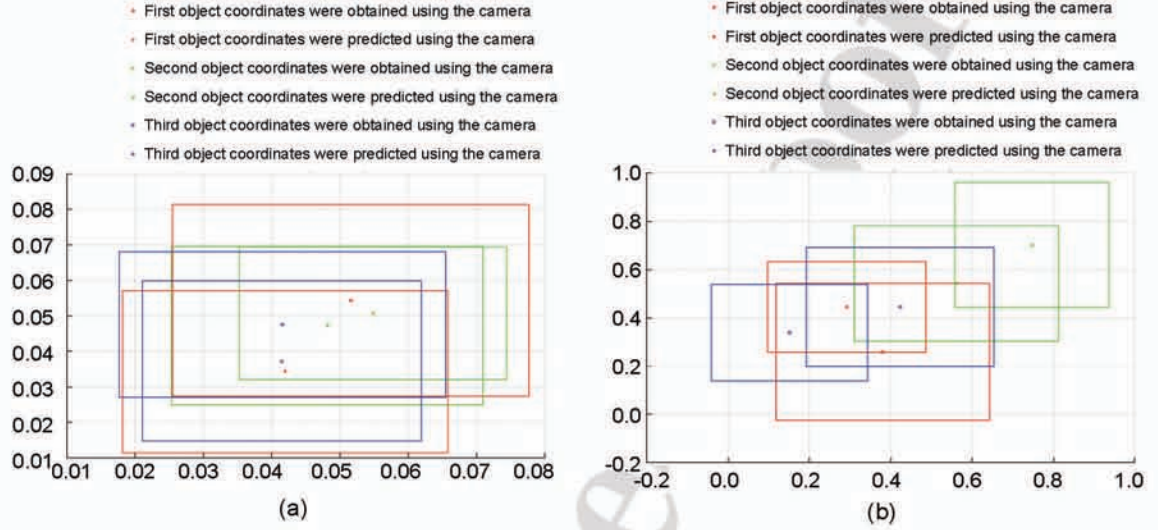 First object coordinates were obtained using the camera
First object coordinates were predicted using the camera
Second object coordinates were obtained using the camera
Second object coordinates were predicted using the camera
Third object coordinates were obtained using the camera
Third object coordinates were predicted using the camera
0.09
0.08
0.07
0.06
0.05
0.04
0.03
0.02
0.01
0.01 0.02 0.03 0.04 0.05 0.06 0.07 0.08
(a)
First object coordinates were obtained using the camera
First object coordinates were predicted using the camera
Second object coordinates were obtained using the camera
Second object coordinates were predicted using the camera
Third object coordinates were obtained using the camera
Third object coordinates were predicted using the camera
1.0
0.8
0.6
0.4
0.2
0.0
-0.2
-0.2 0.0 0.2 0.4 0.6 0.8 1.0
(b)